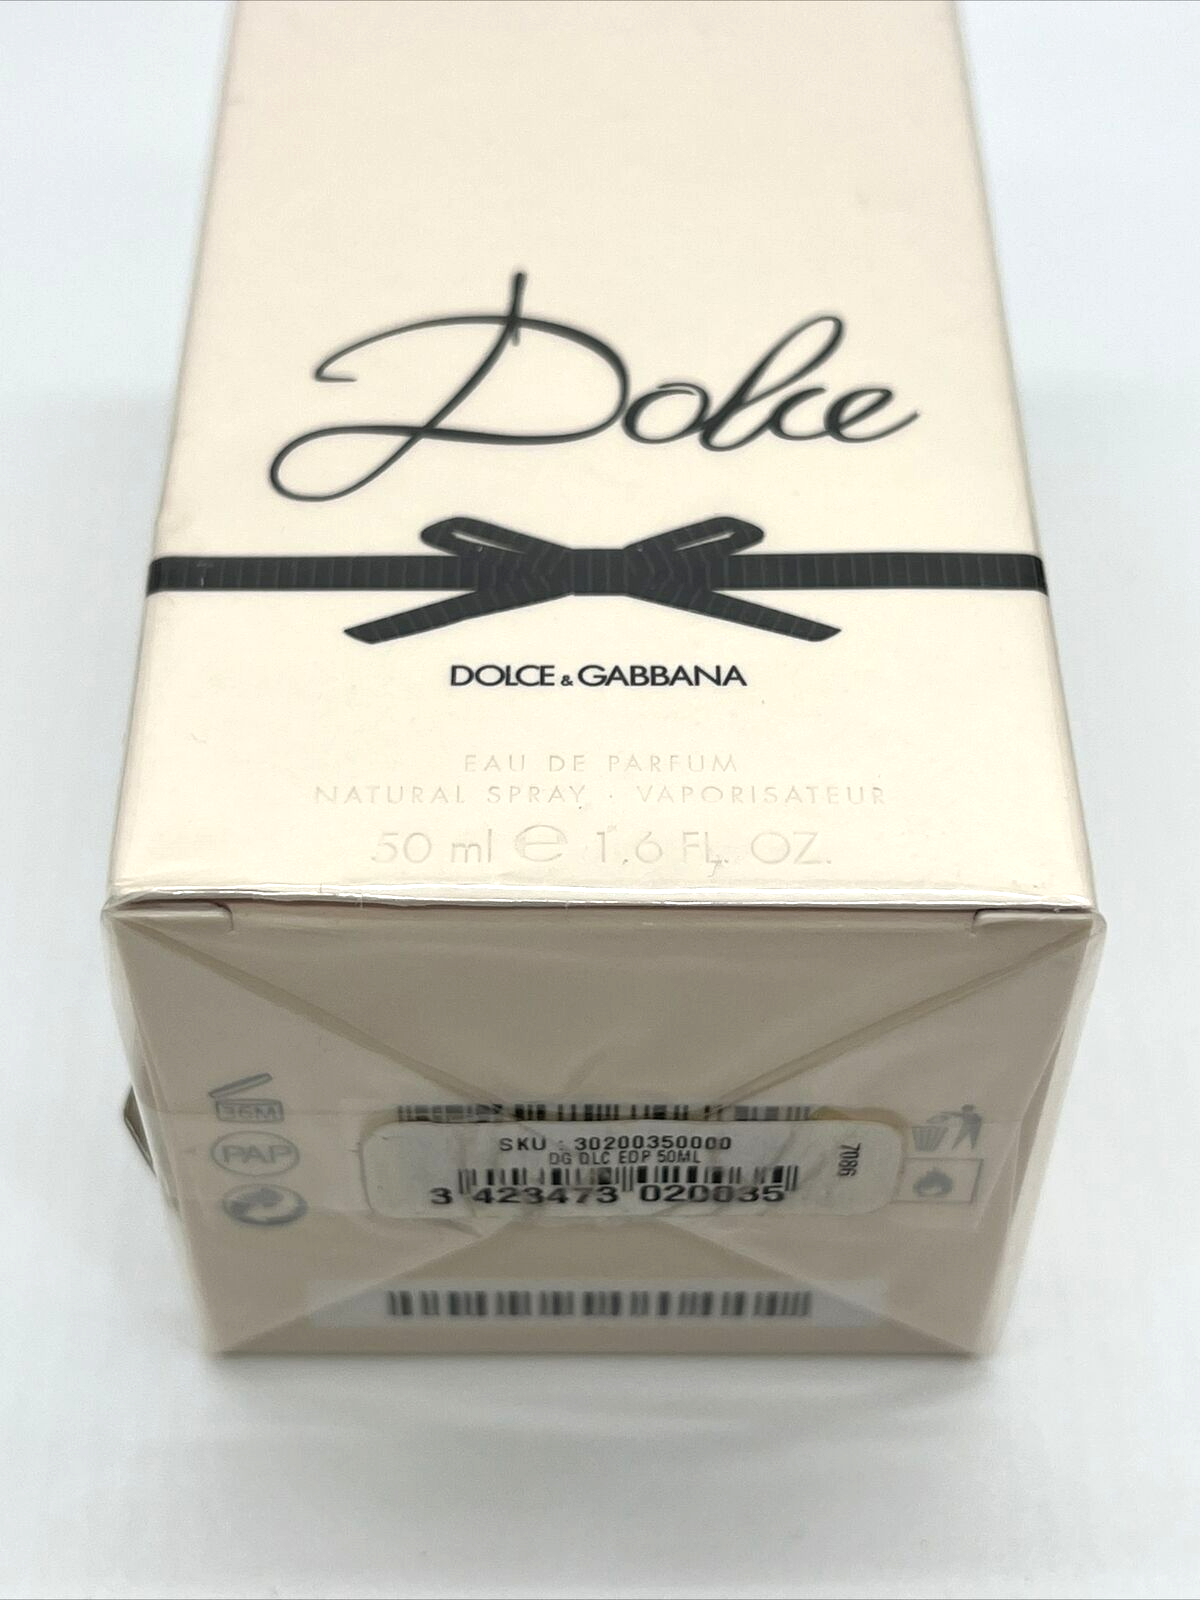 Dolce
DOLCE & GABBANA
EAU DE PARFUM
NATURAL SPRAY · VAPORISATEUR
50 ml ℮ 1.6 FL. OZ.
36M
PAP
SKU : 30200350000
DG DLC EDP 50ML
7086
3 423473 020035